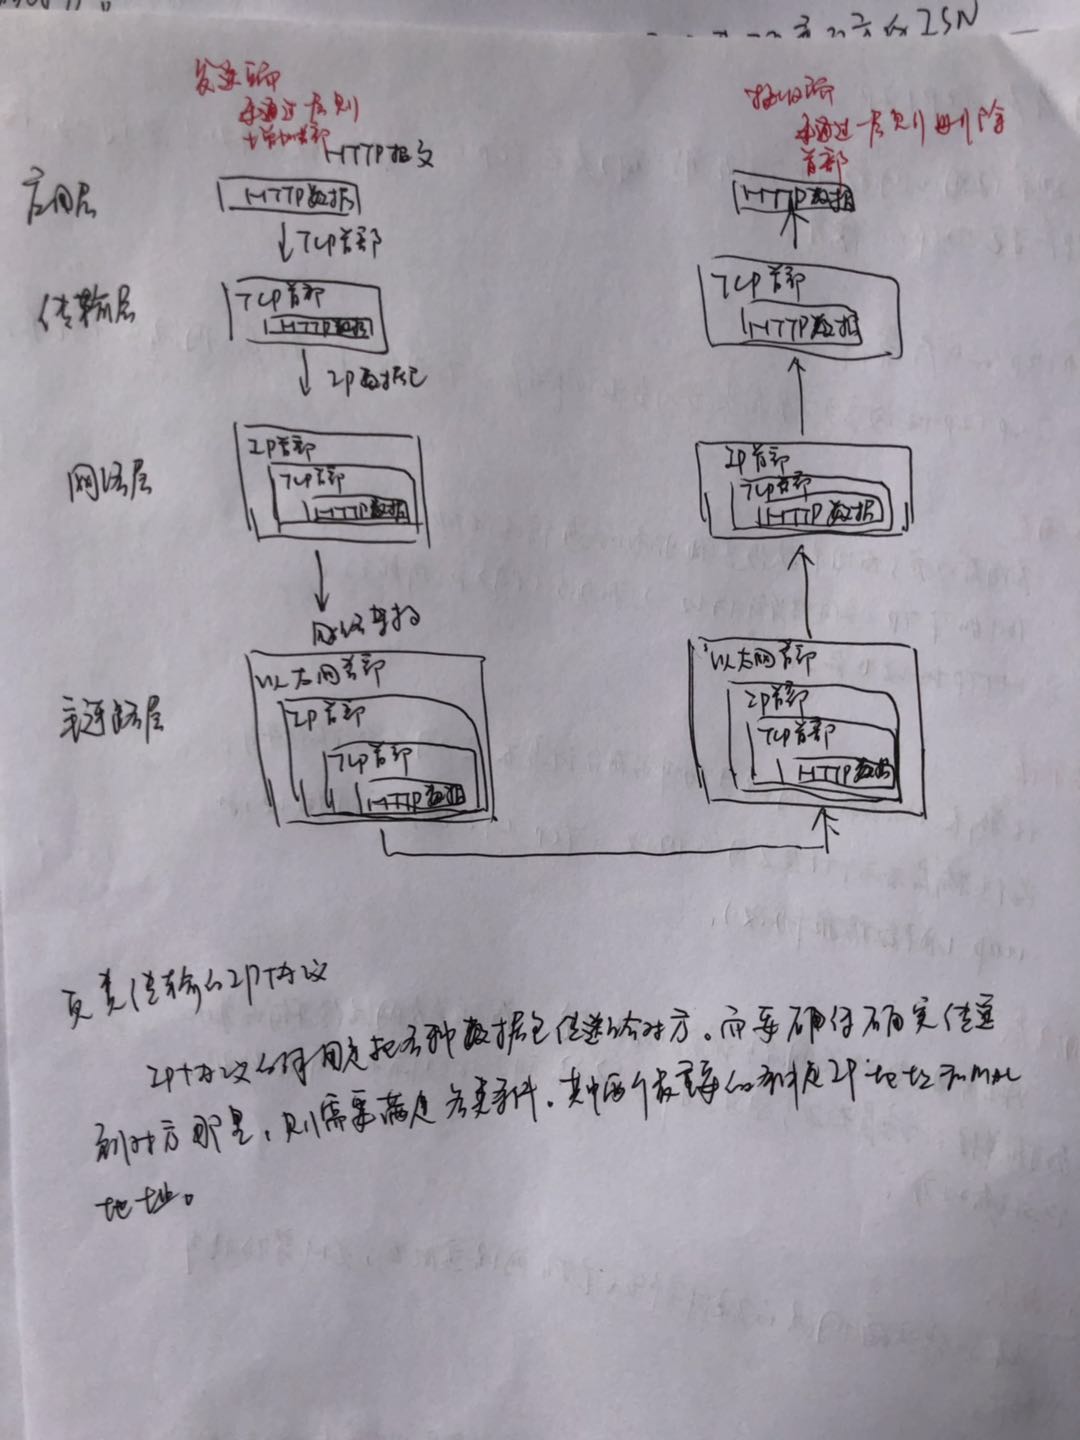 ISN
发送端
每通过一层则
增加首部
接收端
每通过一层则删除
首部
HTTP报文
应用层
HTTP数据
HTTP数据
TCP首部
传输层
TCP首部
HTTP数据
TCP首部
HTTP数据
IP数据包
网络层
IP首部
TCP首部
HTTP数据
IP首部
TCP首部
HTTP数据
网络
链路层
以太网首部
IP首部
TCP首部
HTTP数据
以太网首部
IP首部
TCP首部
HTTP数据
负责传输的IP协议
IP协议的作用是把各种数据包传送给对方。而要确保确实传送
到对方那里,则需要满足各类条件。其中两个最重要的条件是IP地址和MAC
地址。